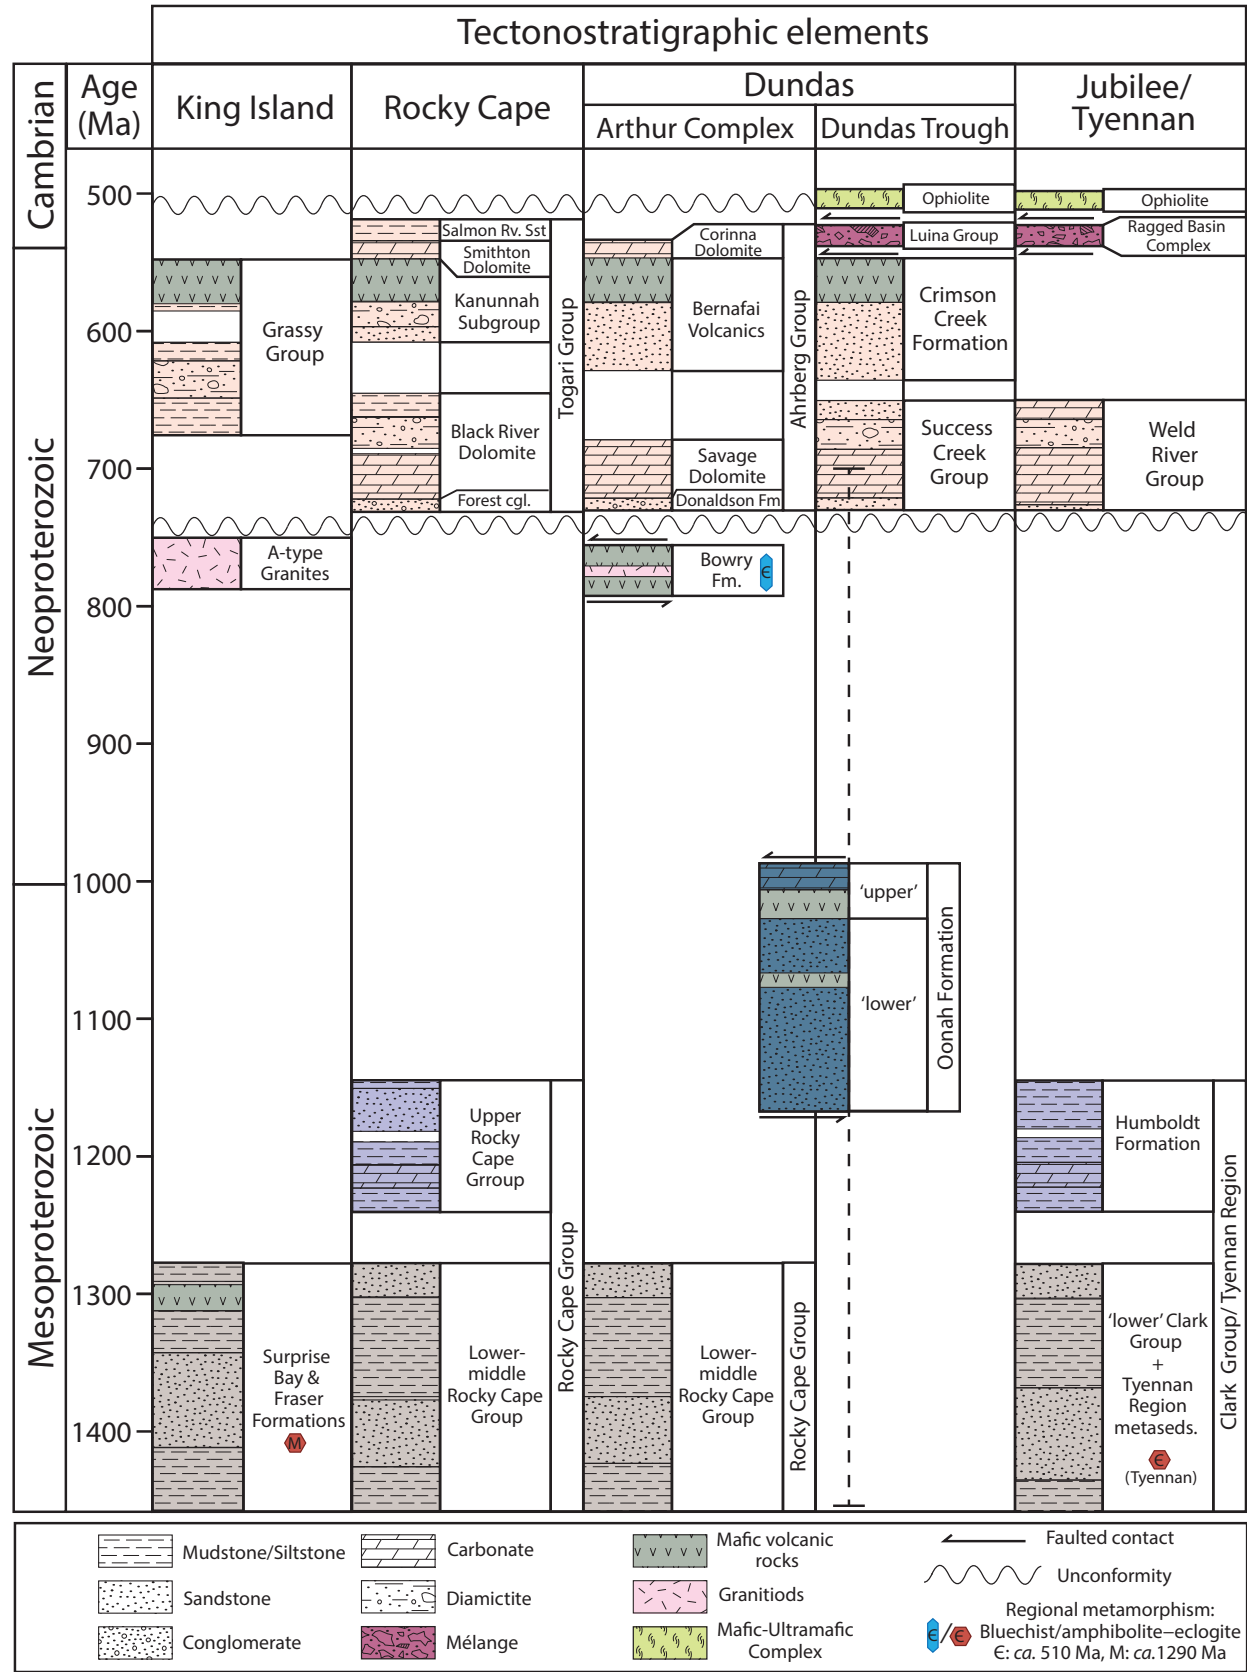 Tectonostratigraphic elements
Cambrian
Neoproterozoic
Mesoproterozoic
Age
(Ma)
King Island
Rocky Cape
Dundas
Arthur Complex
Dundas Trough
Jubilee/
Tyennan
500
600
700
800
900
1000
1100
1200
1300
1400
Grassy
Group
A-type
Granites
Surprise
Bay &
Fraser
Formations
M
Salmon Rv. Sst
Smithton
Dolomite
Kanunnah
Subgroup
Black River
Dolomite
Forest cgl.
Togari Group
Upper
Rocky
Cape
Grroup
Lower-
middle
Rocky Cape
Group
Rocky Cape Group
Corinna
Dolomite
Bernafai
Volcanics
Savage
Dolomite
Donaldson Fm
Ahrberg Group
Bowry
Fm.
Є
Lower-
middle
Rocky Cape
Group
Rocky Cape Group
Ophiolite
Luina Group
Crimson
Creek
Formation
Success
Creek
Group
'upper'
'lower'
Oonah Formation
Ophiolite
Ragged Basin
Complex
Weld
River
Group
Humboldt
Formation
'lower' Clark
Group
+
Tyennan
Region
metaseds.
Є
(Tyennan)
Clark Group/ Tyennan Region
Mudstone/Siltstone
Sandstone
Conglomerate
Carbonate
Diamictite
Mélange
Mafic volcanic
rocks
Granitiods
Mafic-Ultramafic
Complex
Faulted contact
Unconformity
Regional metamorphism:
Є/Є Bluechist/amphibolite–eclogite
Є: ca. 510 Ma, M: ca.1290 Ma